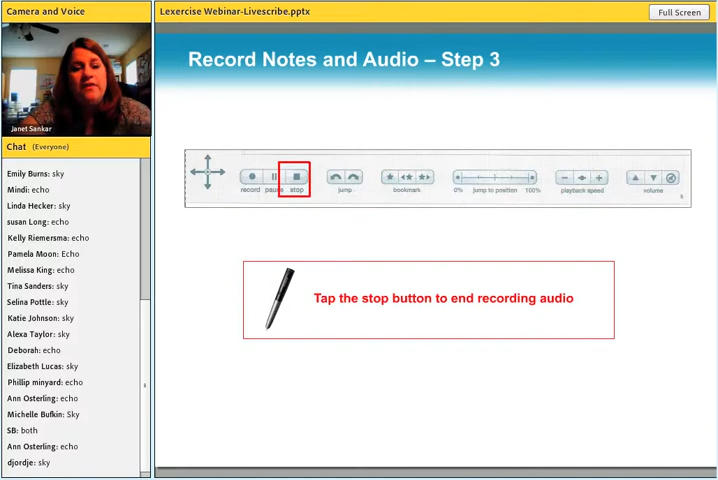 Camera and Voice
Lexercise Webinar-Livescribe.pptx
Full Screen
Janet Sankar
Chat (Everyone)
Emily Burns: sky
Mindi: echo
Linda Hecker: sky
susan Long: echo
Kelly Riemersma: echo
Pamela Moon: Echo
Melissa King: echo
Tina Sanders: sky
Selina Pottle: sky
Katie Johnson: sky
Alexa Taylor: sky
Deborah: echo
Elizabeth Lucas: sky
Phillip minyard: echo
Ann Osterling: echo
Michelle Bufkin: Sky
SB: both
Ann Osterling: echo
djordje: sky
Record Notes and Audio – Step 3
record pause stop jump bookmark 0% jump to position 100% playback speed volume
Tap the stop button to end recording audio